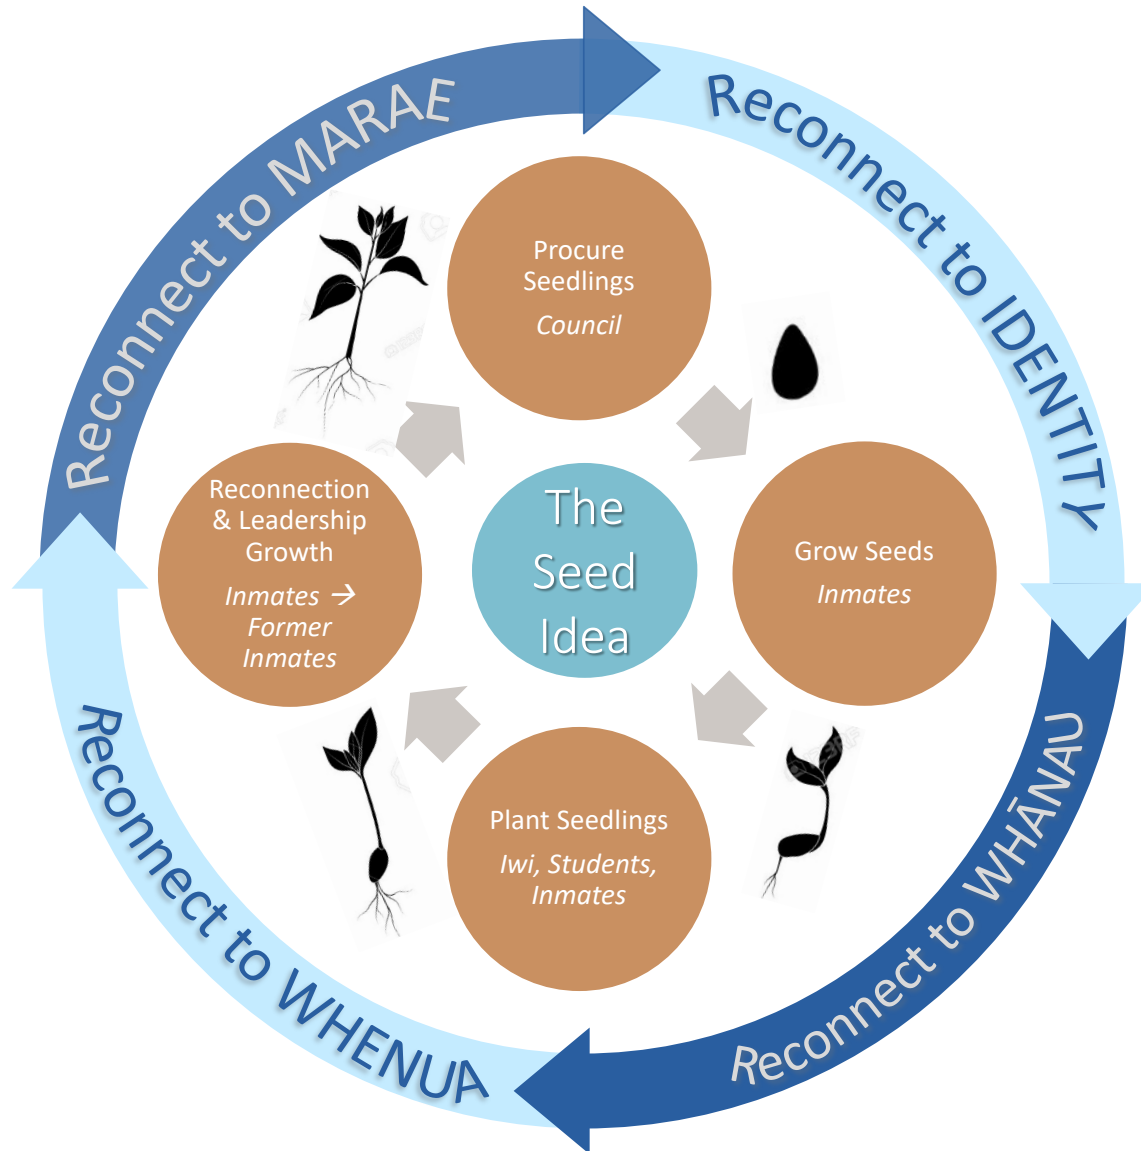 Reconnect to MARAE
Reconnect to IDENTITY
Procure
Seedlings
Council
Reconnection
& Leadership
Growth
Inmates →
Former
Inmates
The
Seed
Idea
Grow Seeds
Inmates
Plant Seedlings
Iwi, Students,
Inmates
Reconnect to WHENUA
Reconnect to WHĀNAU